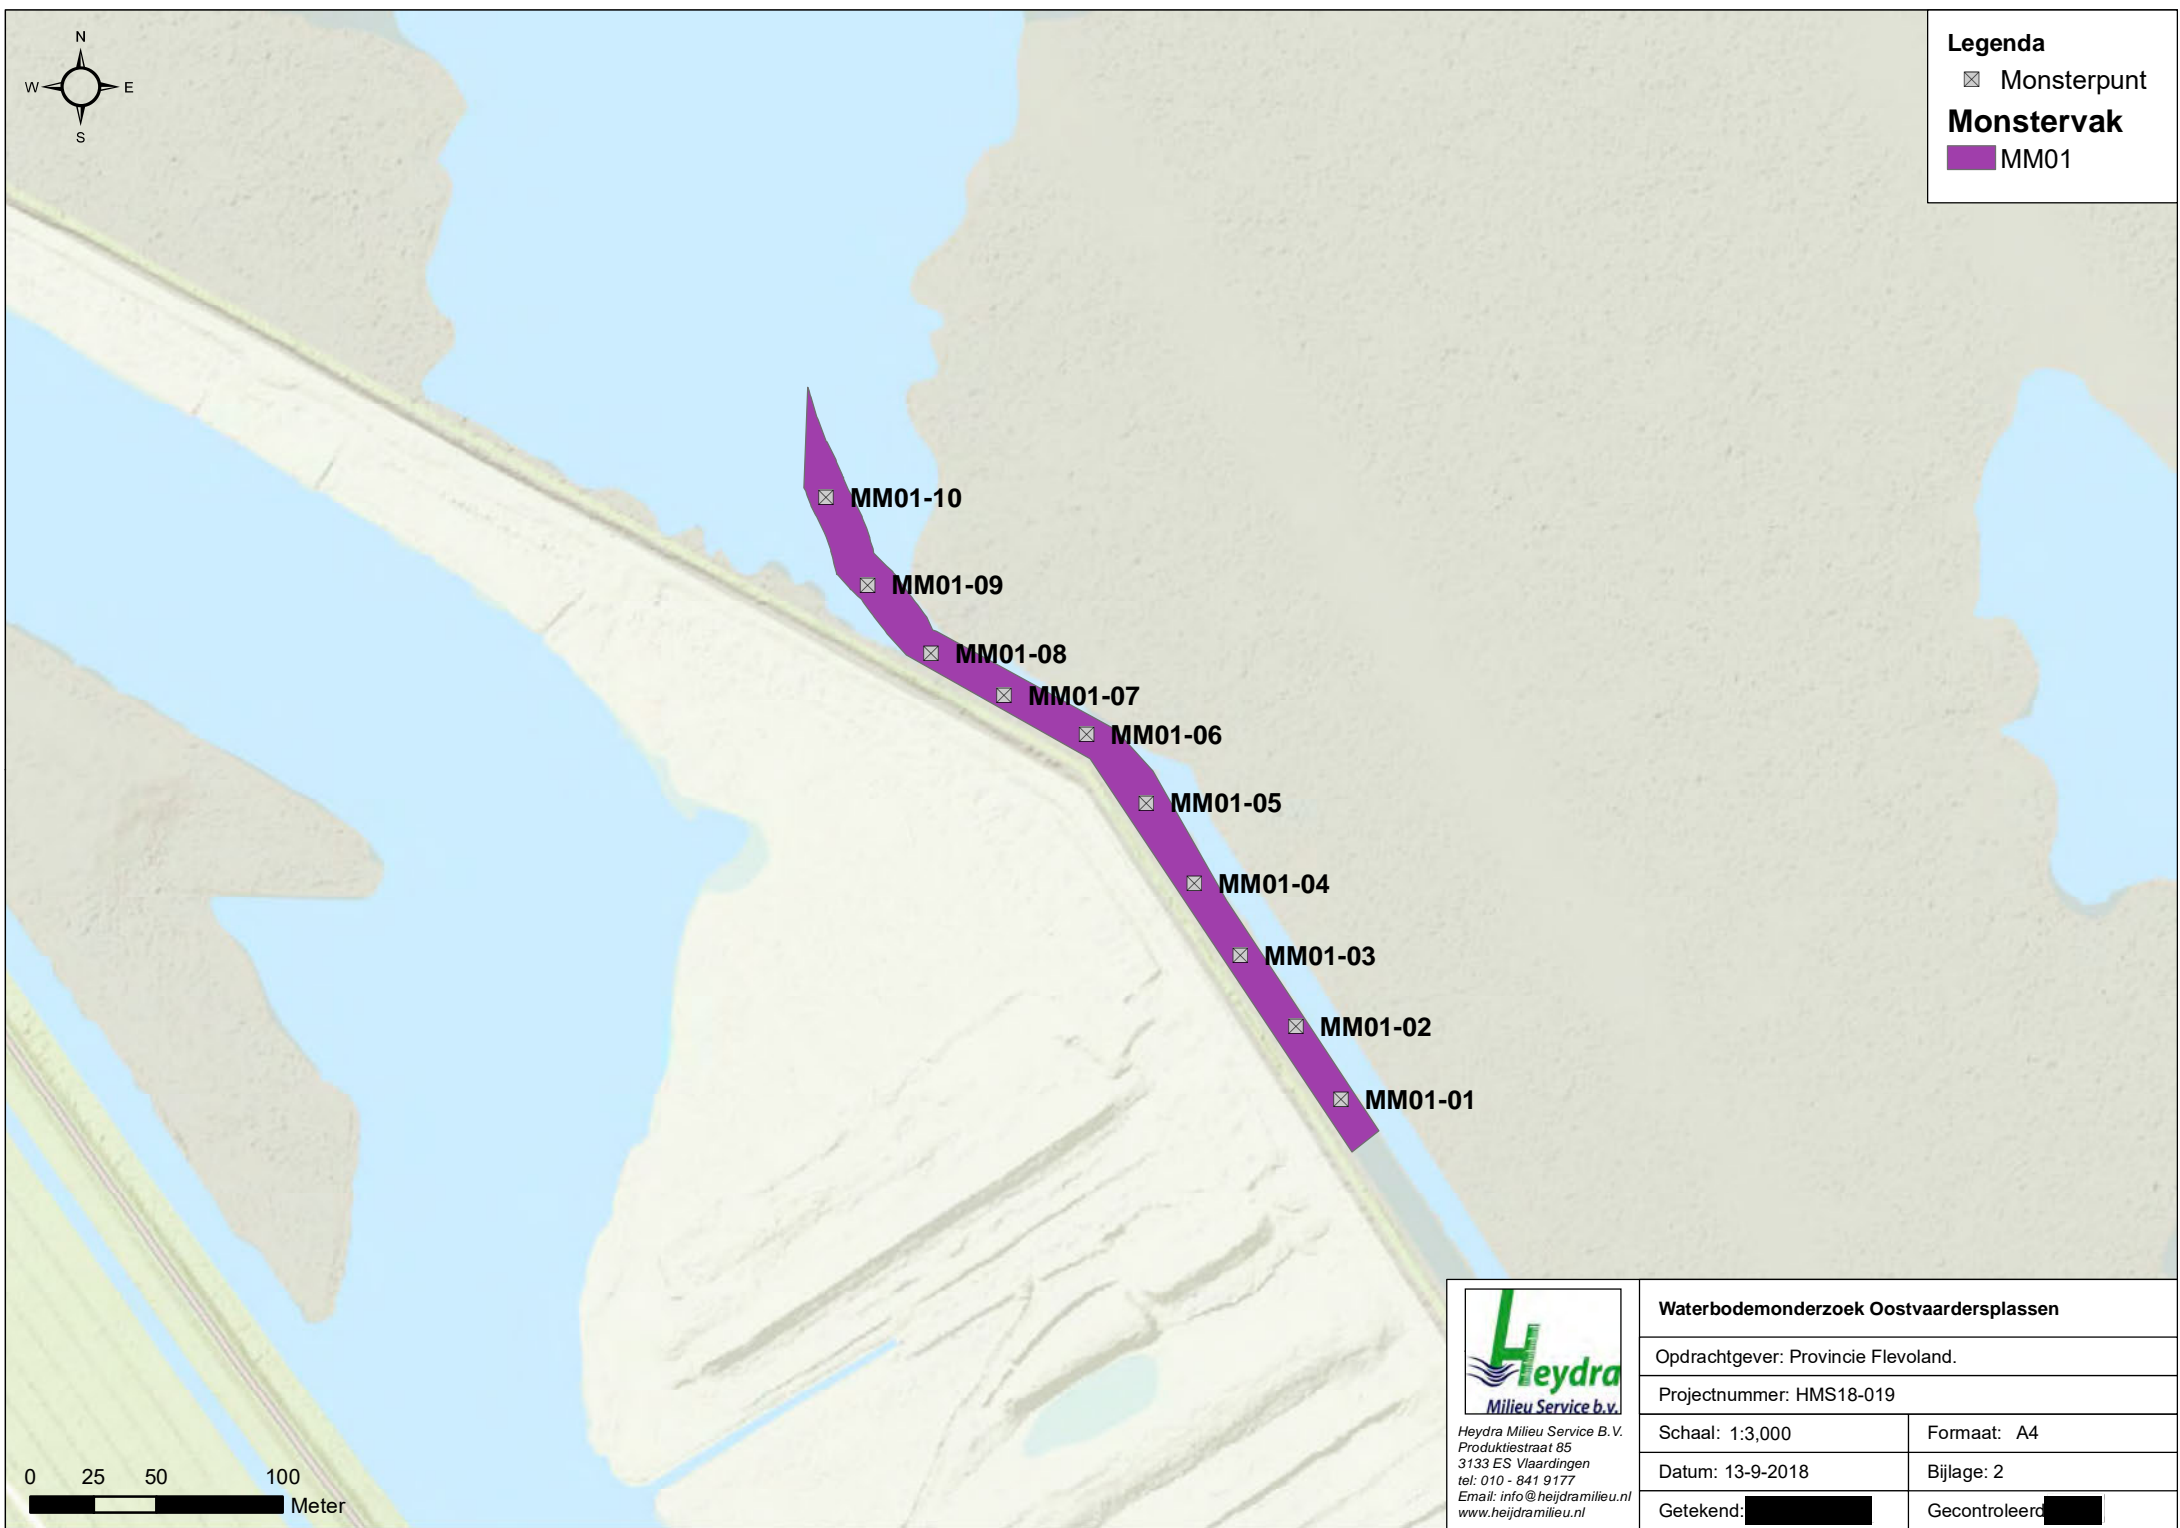 N
W E
S
Legenda
Monsterpunt
Monstervak
MM01
MM01-10
MM01-09
MM01-08
MM01-07
MM01-06
MM01-05
MM01-04
MM01-03
MM01-02
MM01-01
0 25 50 100
Meter
Heydra
Milieu Service b.v.
Heydra Milieu Service B.V.
Produktiestraat 85
3133 ES Vlaardingen
tel: 010 - 841 9177
Email: info@heijdramilieu.nl
www.heijdramilieu.nl
Waterbodemonderzoek Oostvaardersplassen
Opdrachtgever: Provincie Flevoland.
Projectnummer: HMS18-019
Schaal: 1:3,000
Formaat: A4
Datum: 13-9-2018
Bijlage: 2
Getekend:
Gecontroleerd